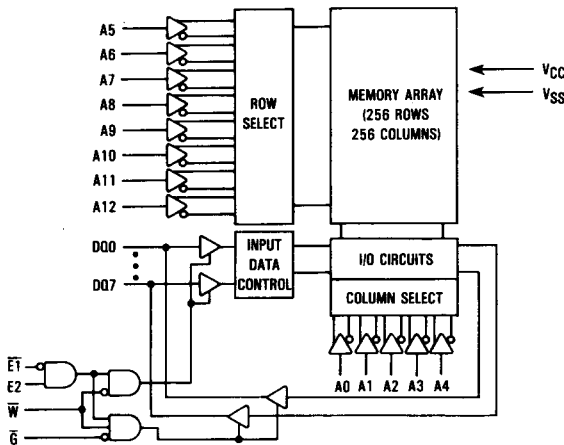 A5
A6
A7
A8
A9
A10
A11
A12
ROW
SELECT
MEMORY ARRAY
(256 ROWS
256 COLUMNS)
VCC
VSS
DQ0
DQ7
INPUT
DATA
CONTROL
I/O CIRCUITS
COLUMN SELECT
A0 A1 A2 A3 A4
E1
E2
W
G